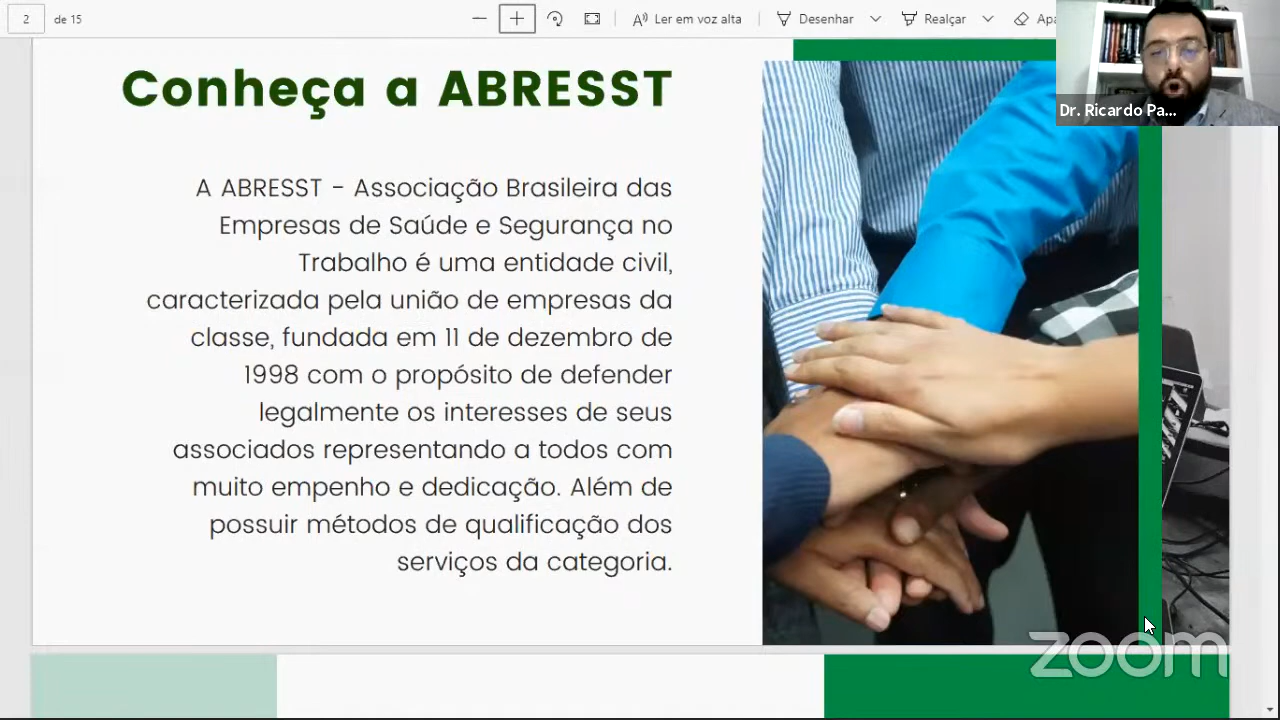 2 de 15 Ler em voz alta Desenhar Realçar
Dr. Ricardo Pa...
Conheça a ABRESST
A ABRESST - Associação Brasileira das
Empresas de Saúde e Segurança no
Trabalho é uma entidade civil,
caracterizada pela união de empresas da
classe, fundada em 11 de dezembro de
1998 com o propósito de defender
legalmente os interesses de seus
associados representando a todos com
muito empenho e dedicação. Além de
possuir métodos de qualificação dos
serviços da categoria.
zoom